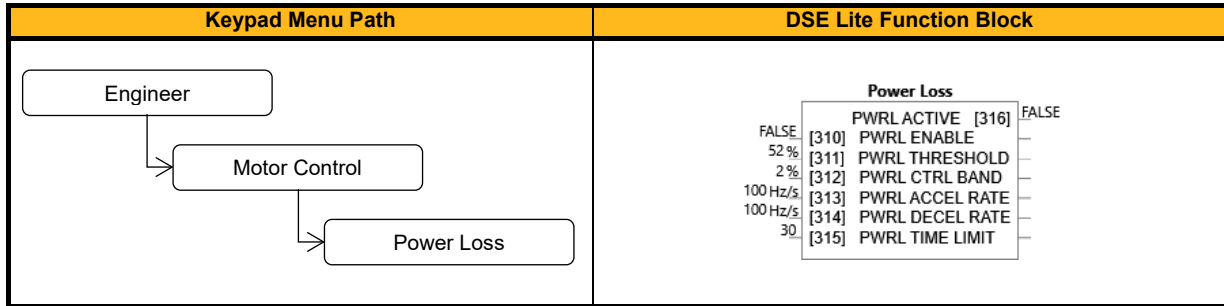 Keypad Menu Path
DSE Lite Function Block
Engineer
Motor Control
Power Loss
Power Loss
PWRL ACTIVE [316] FALSE
FALSE [310] PWRL ENABLE
52 % [311] PWRL THRESHOLD
2 % [312] PWRL CTRL BAND
100 Hz/s [313] PWRL ACCEL RATE
100 Hz/s [314] PWRL DECEL RATE
30 [315] PWRL TIME LIMIT